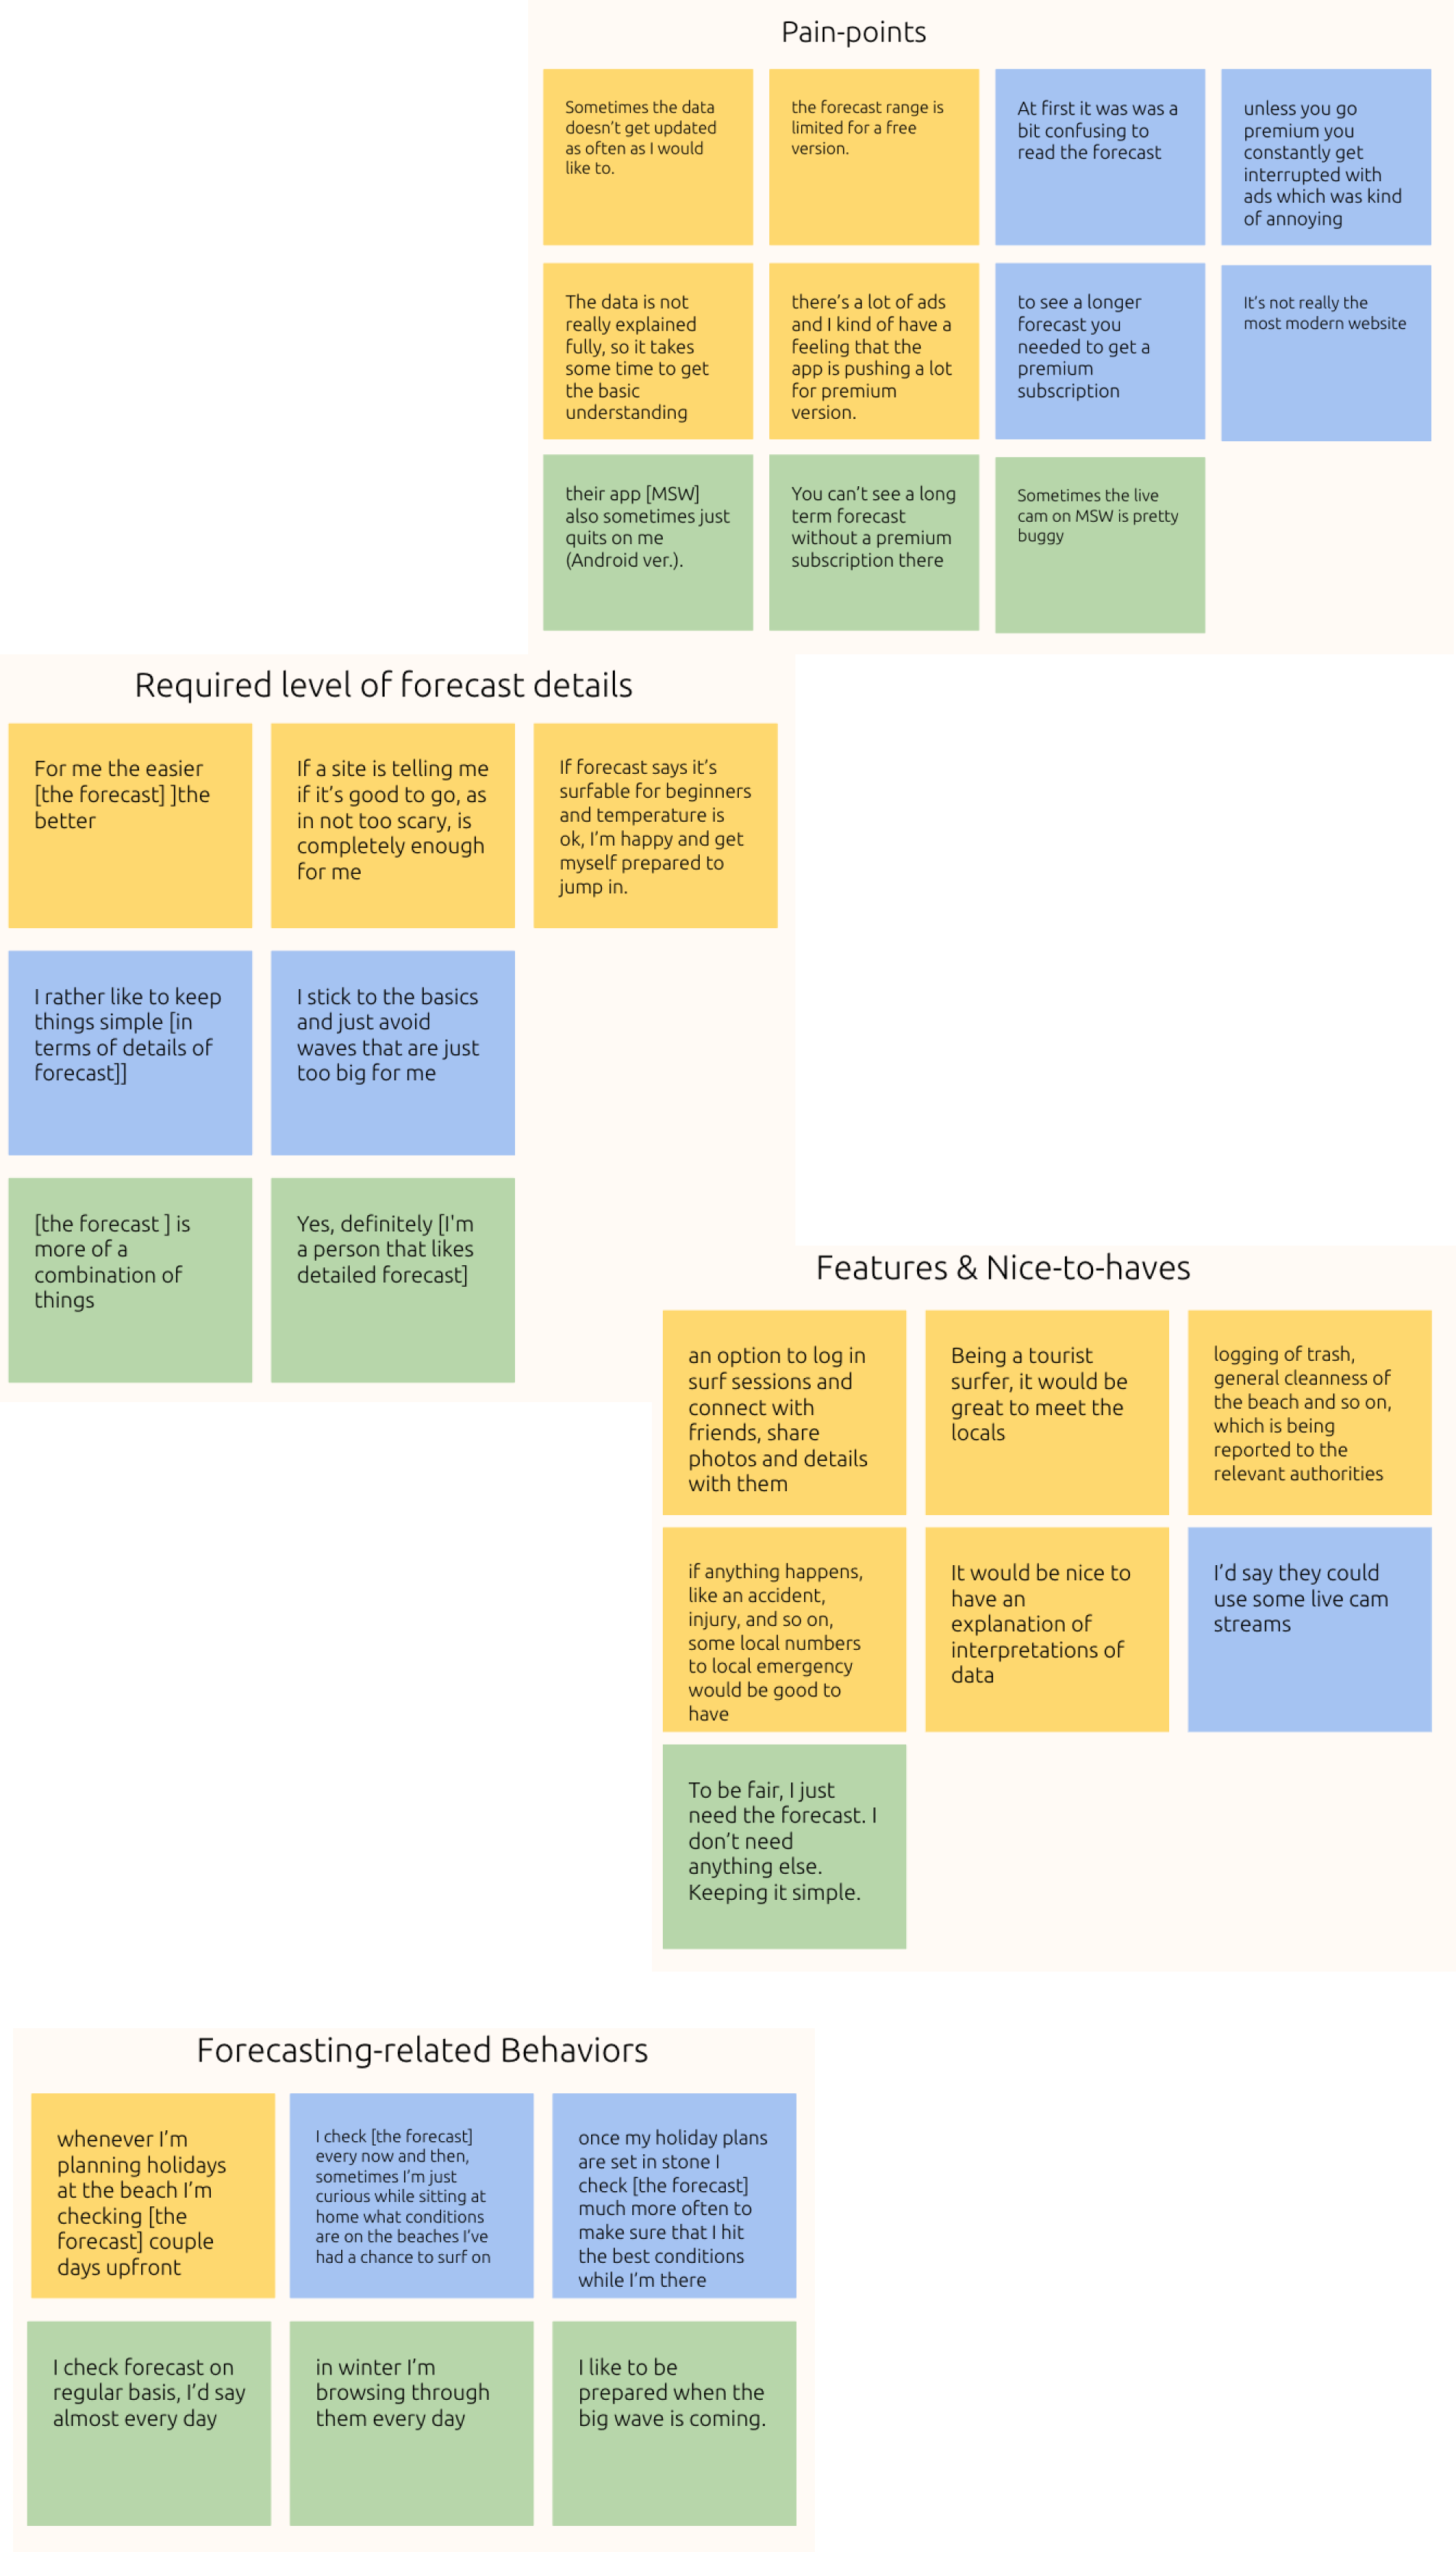 Pain-points
Sometimes the data
doesn't get updated
as often as I would
like to.
the forecast range is
limited for a free
version.
At first it was was a
bit confusing to
read the forecast
unless you go
premium you
constantly get
interrupted with
ads which was kind
of annoying
The data is not
really explained
fully, so it takes
some time to get
the basic
understanding
there's a lot of ads
and I kind of have a
feeling that the
app is pushing a lot
for premium
version.
to see a longer
forecast you
needed to get a
premium
subscription
It's not really the
most modern website
their app [MSW]
also sometimes just
quits on me
(Android ver.).
You can't see a long
term forecast
without a premium
subscription there
Sometimes the live
cam on MSW is pretty
buggy
Required level of forecast details
For me the easier
[the forecast] ]the
better
If a site is telling me
if it's good to go, as
in not too scary, is
completely enough
for me
If forecast says it's
surfable for beginners
and temperature is
ok, I'm happy and get
myself prepared to
jump in.
I rather like to keep
things simple [in
terms of details of
forecast]]
I stick to the basics
and just avoid
waves that are just
too big for me
[the forecast ] is
more of a
combination of
things
Yes, definitely [I'm
a person that likes
detailed forecast]
Features & Nice-to-haves
an option to log in
surf sessions and
connect with
friends, share
photos and details
with them
Being a tourist
surfer, it would be
great to meet the
locals
logging of trash,
general cleanness of
the beach and so on,
which is being
reported to the
relevant authorities
if anything happens,
like an accident,
injury, and so on,
some local numbers
to local emergency
would be good to
have
It would be nice to
have an
explanation of
interpretations of
data
I'd say they could
use some live cam
streams
To be fair, I just
need the forecast. I
don't need
anything else.
Keeping it simple.
Forecasting-related Behaviors
whenever I'm
planning holidays
at the beach I'm
checking [the
forecast] couple
days upfront
I check [the forecast]
every now and then,
sometimes I'm just
curious while sitting at
home what conditions
are on the beaches I've
had a chance to surf on
once my holiday plans
are set in stone I
check [the forecast]
much more often to
make sure that I hit
the best conditions
while I'm there
I check forecast on
regular basis, I'd say
almost every day
in winter I'm
browsing through
them every day
I like to be
prepared when the
big wave is coming.